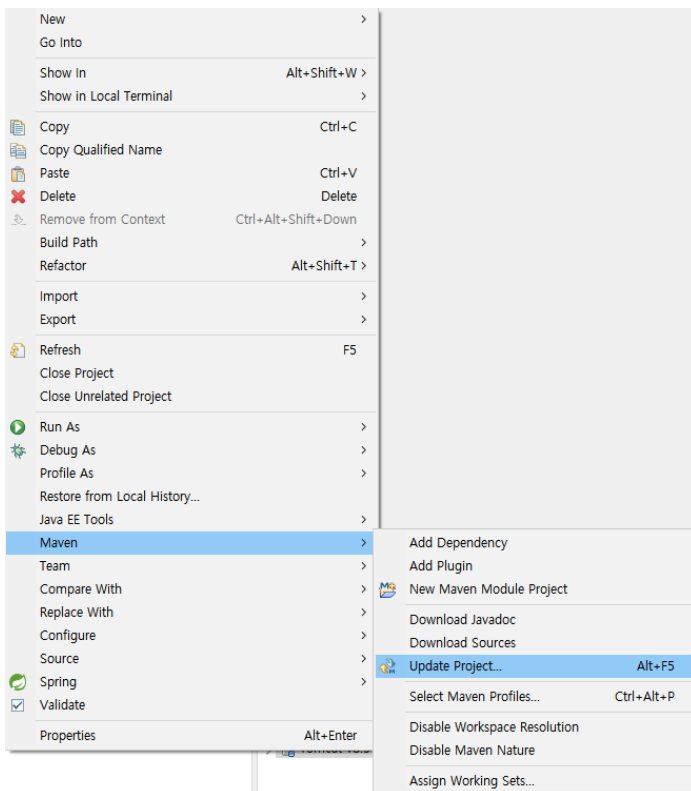 New
Go Into
Show In Alt+Shift+W >
Show in Local Terminal >
Copy Ctrl+C
Copy Qualified Name
Paste Ctrl+V
Delete Delete
Remove from Context Ctrl+Alt+Shift+Down
Build Path >
Refactor Alt+Shift+T >
Import >
Export >
Refresh F5
Close Project
Close Unrelated Project
Run As >
Debug As >
Profile As >
Restore from Local History...
Java EE Tools >
Maven >
Team >
Compare With >
Replace With >
Configure >
Source >
Spring >
Validate
Properties Alt+Enter
Add Dependency
Add Plugin
New Maven Module Project
Download Javadoc
Download Sources
Update Project... Alt+F5
Select Maven Profiles... Ctrl+Alt+P
Disable Workspace Resolution
Disable Maven Nature
Assign Working Sets...